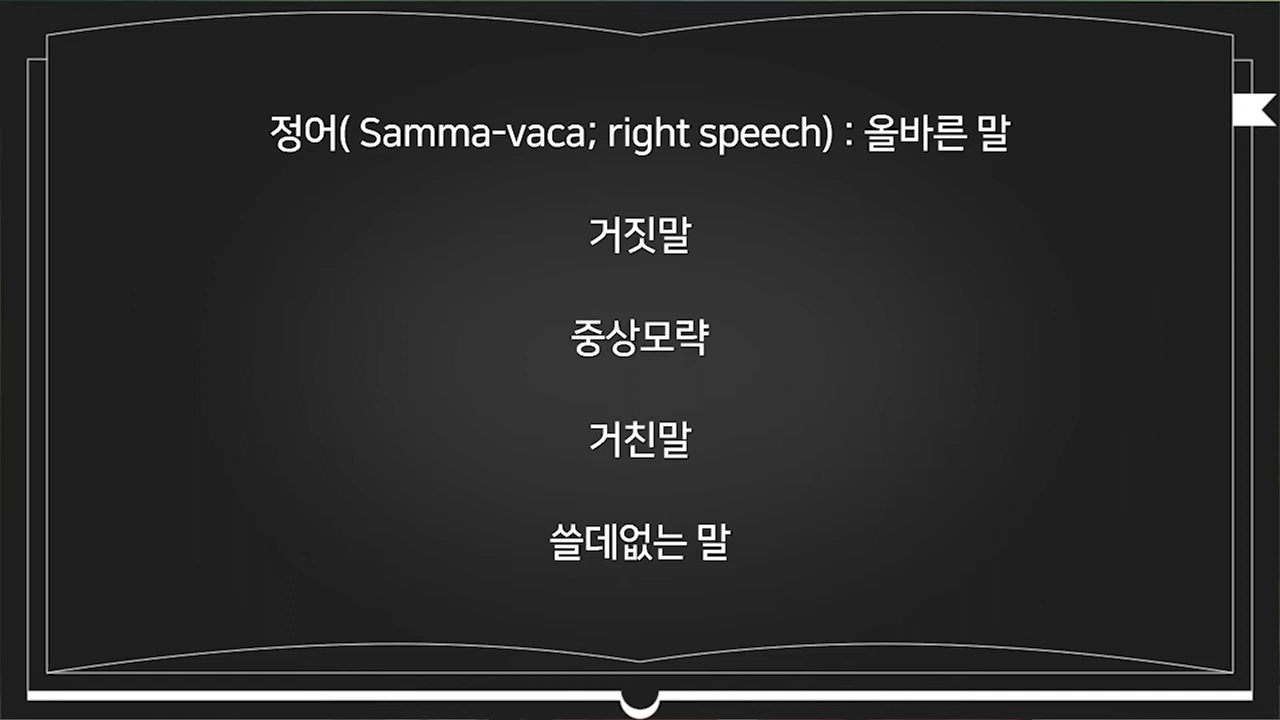 정어( Samma-vaca; right speech) : 올바른 말
거짓말
중상모략
거친말
쓸데없는 말